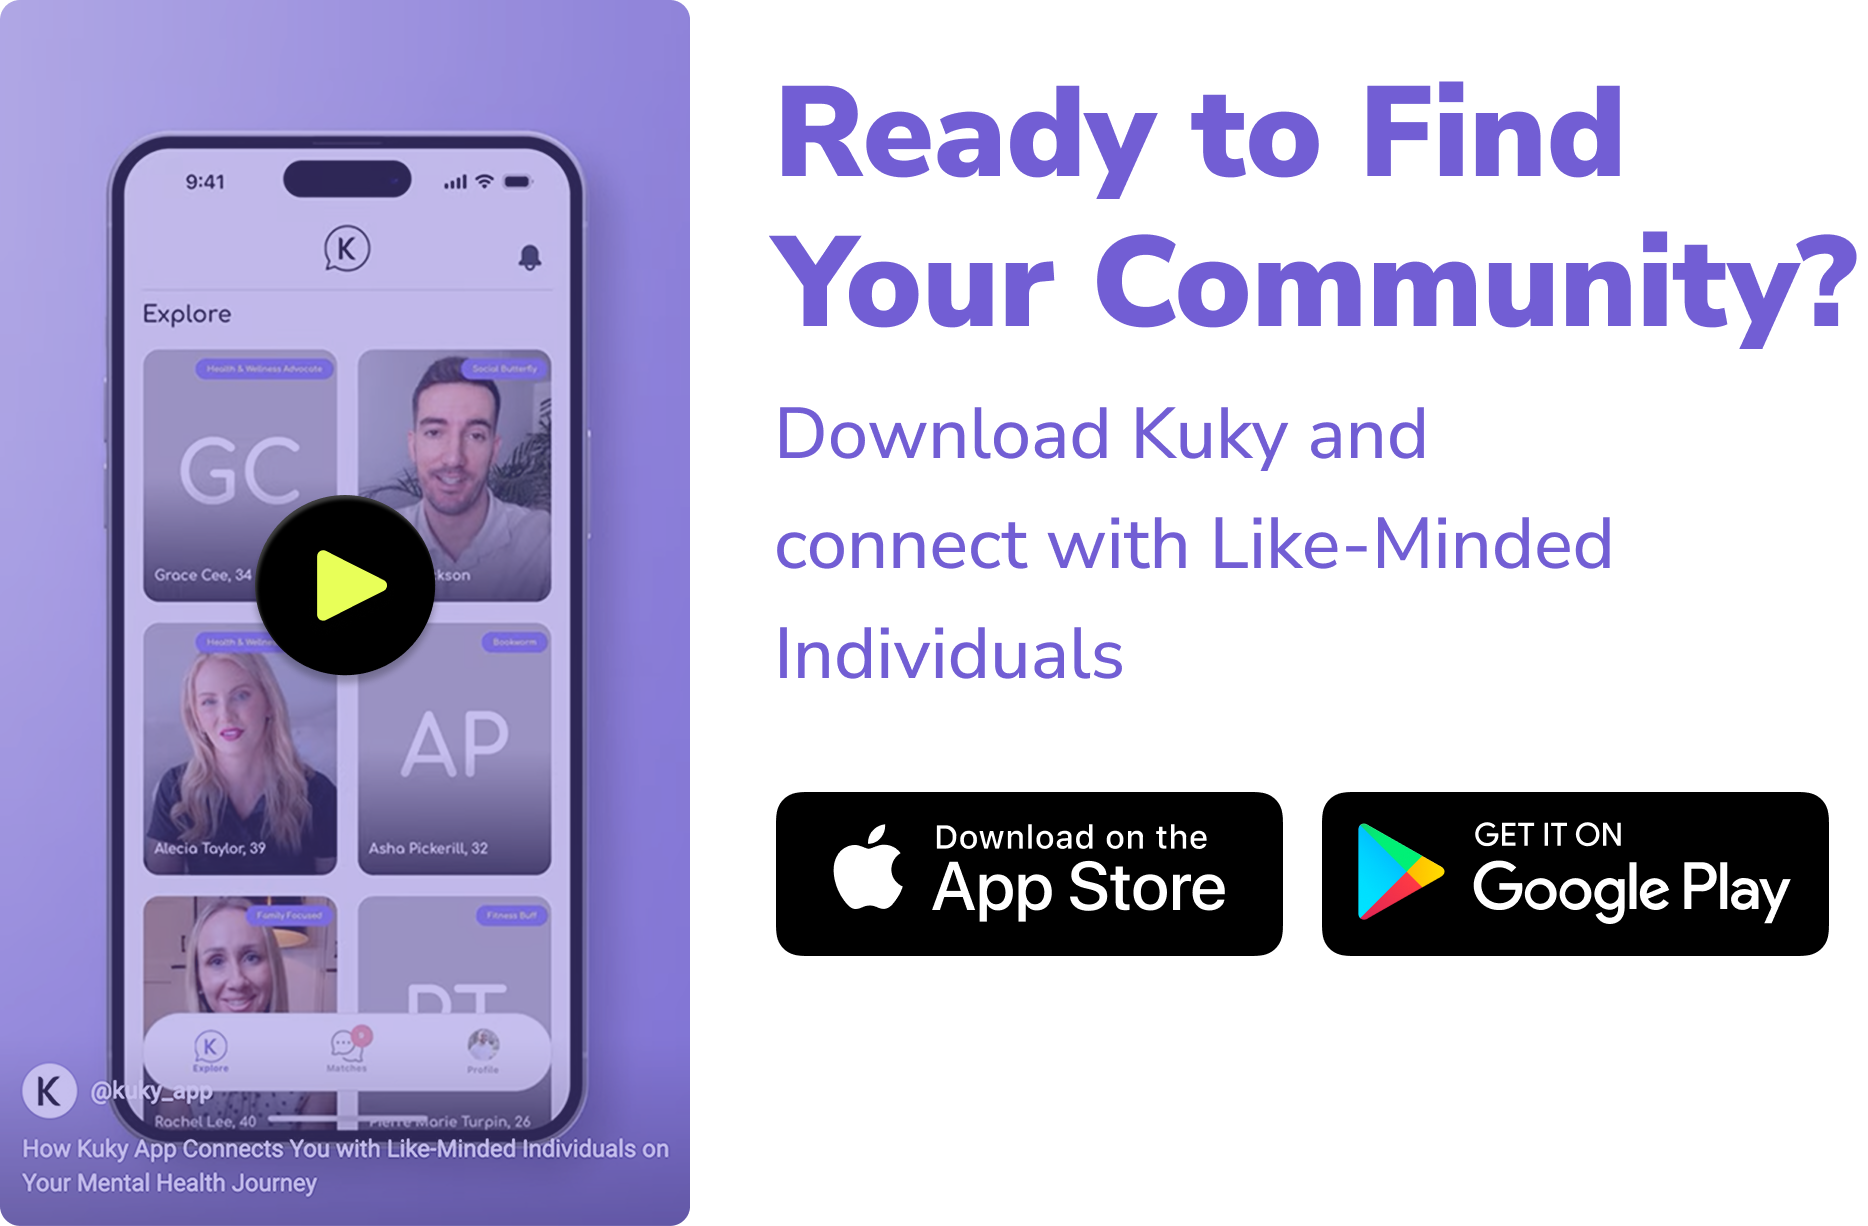 9:41
K
Explore
Health & Wellness Advocate
Social Butterfly
GC
Grace Cee, 34
kson
Health & Wellne
Bookworm
AP
Alecia Taylor, 39
Asha Pickerill, 32
Family Focused
Fitness Buff
PT
K
Explore
Matches
Profile
K
@kuky_app
Rachel Lee, 40
Pierre Marie Turpin, 26
How Kuky App Connects You with Like-Minded Individuals on
Your Mental Health Journey
Ready to Find
Your Community?
Download Kuky and
connect with Like-Minded
Individuals
Download on the
App Store
GET IT ON
Google Play